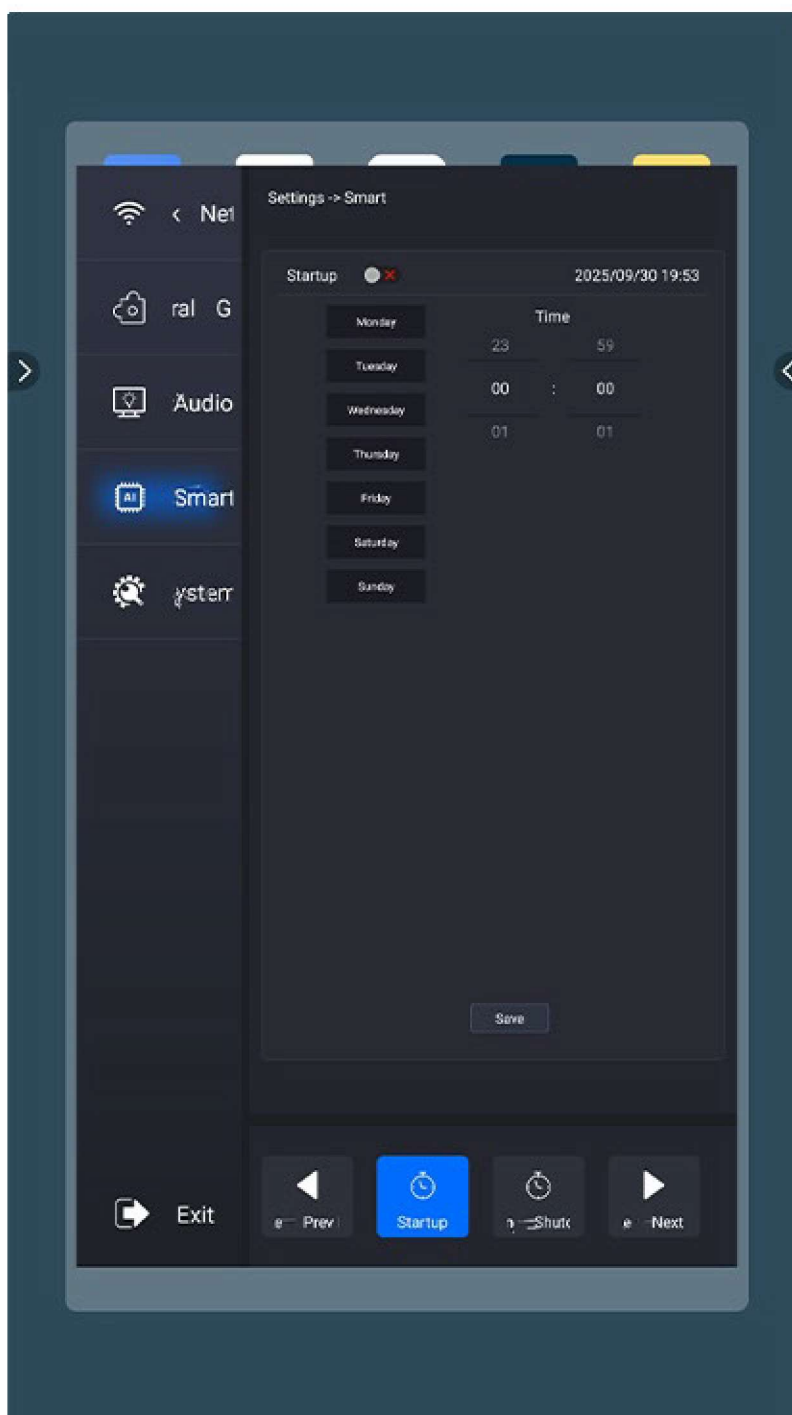 Settings -> Smart
Startup
2025/09/30 19:53
Time
Monday
Tuesday
Wednesday
Thursday
Friday
Saturday
Sunday
23 59
00 : 00
01 01
Save
< Net
ral G
Audio
Smart
ystem
Exit
Prev
Startup
Shut
Next